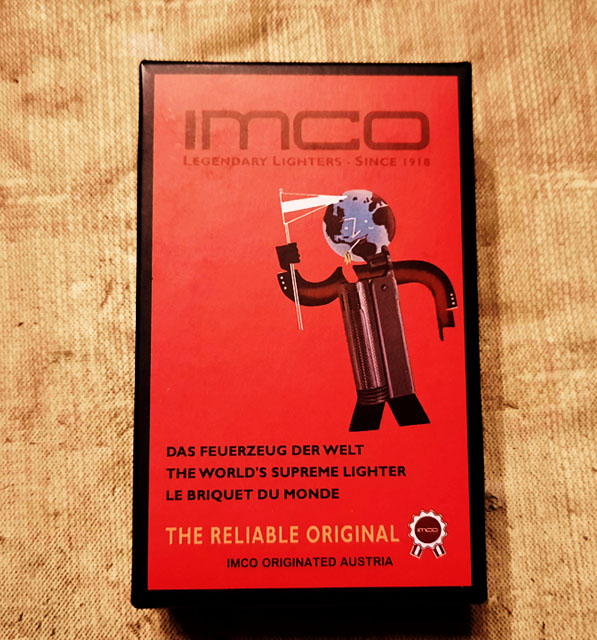 IMCO
LEGENDARY LIGHTERS · SINCE 1918
DAS FEUERZEUG DER WELT
THE WORLD'S SUPREME LIGHTER
LE BRIQUET DU MONDE
THE RELIABLE ORIGINAL
IMCO
IMCO ORIGINATED AUSTRIA